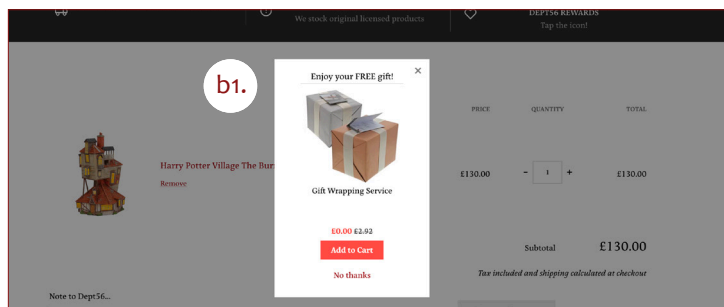 We stock original licensed products
DEPT56 REWARDS
Tap the icon!
b1.
Enjoy your FREE gift!
×
PRICE QUANTITY TOTAL
Harry Potter Village The Bur
Remove
£130.00 - 1 + £130.00
Gift Wrapping Service
£0.00 £2.92
Add to Cart
No thanks
Subtotal £130.00
Tax included and shipping calculated at checkout
Note to Dept56...